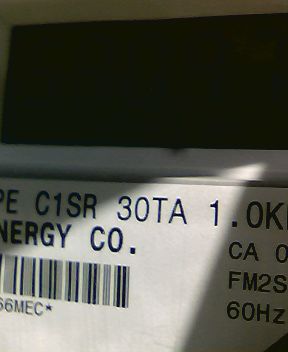 PE C1SR 30TA 1.0K
NERGY CO.
CA 0
FM2S
60Hz
66MEC*